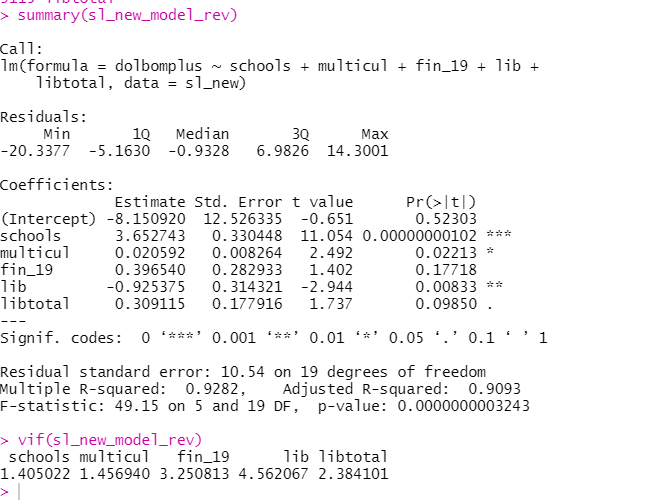 > summary(sl_new_model_rev)
Call:
lm(formula = dolbomplus ~ schools + multicul + fin_19 + lib +
    libtotal, data = sl_new)
Residuals:
     Min       1Q   Median       3Q      Max
-20.3377  -5.1630  -0.9328   6.9826  14.3001
Coefficients:
             Estimate Std. Error t value      Pr(>|t|)
(Intercept) -8.150920  12.526335  -0.651       0.52303
schools      3.652743   0.330448  11.054 0.00000000102 ***
multicul     0.020592   0.008264   2.492       0.02213 *
fin_19       0.396540   0.282933   1.402       0.17718
lib         -0.925375   0.314321  -2.944       0.00833 **
libtotal     0.309115   0.177916   1.737       0.09850 .
---
Signif. codes:  0 ‘***’ 0.001 ‘**’ 0.01 ‘*’ 0.05 ‘.’ 0.1 ‘ ’ 1
Residual standard error: 10.54 on 19 degrees of freedom
Multiple R-squared:  0.9282,    Adjusted R-squared:  0.9093
F-statistic: 49.15 on 5 and 19 DF,  p-value: 0.0000000003243
> vif(sl_new_model_rev)
 schools multicul   fin_19      lib libtotal
1.405022 1.456940 3.250813 4.562067 2.384101
>